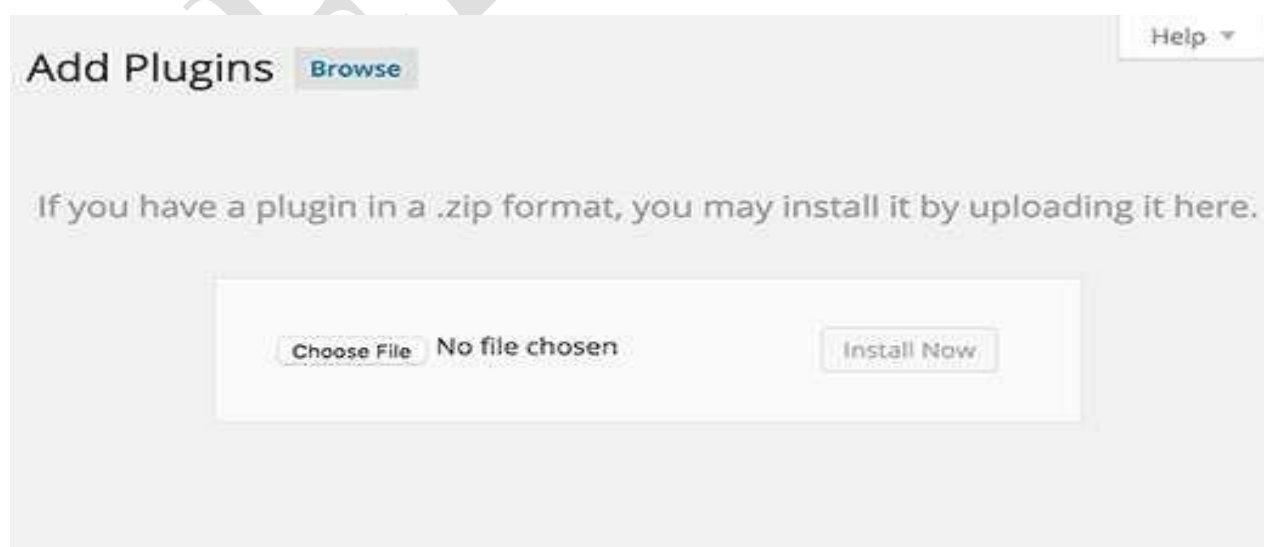 Help
Add Plugins Browse
If you have a plugin in a .zip format, you may install it by uploading it here.
Choose File No file chosen Install Now